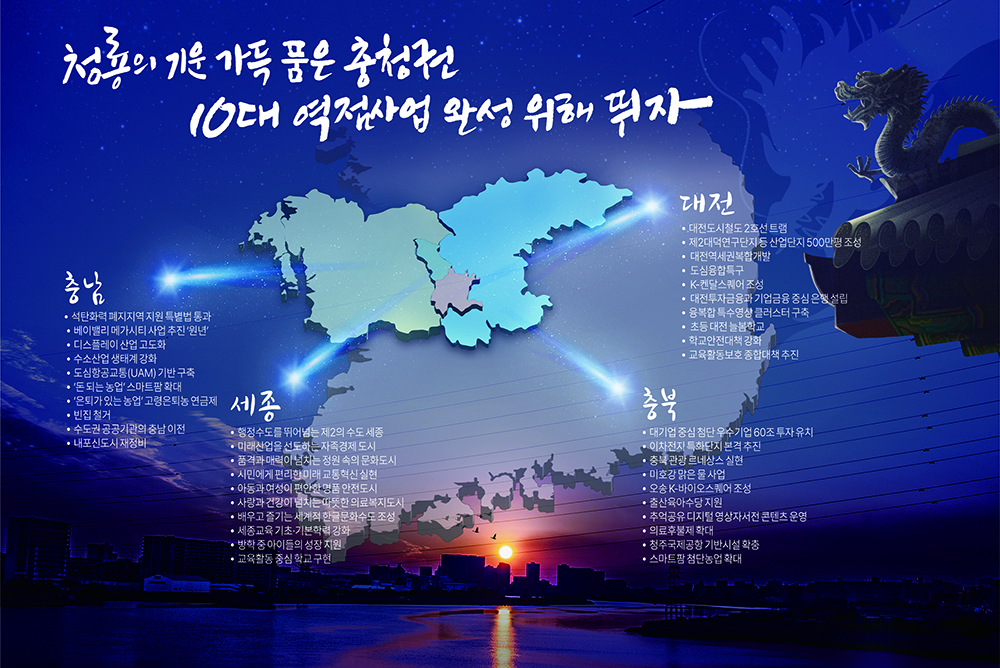 청룡의 기운 가득 품은 충청권
10대 역점사업 완성 위해 뛰자
대전
• 대전도시철도 2호선 트램
• 제2대덕연구단지 등 산업단지 500만평 조성
• 대전역세권복합개발
• 도심융합특구
• K-켄달스퀘어 조성
• 대전투자금융과 기업금융 중심 은행 설립
• 융복합 특수영상 클러스터 구축
• 초등 대전 늘봄학교
• 학교안전대책 강화
• 교육활동보호 종합대책 추진
충남
• 석탄화력 폐지지역 지원 특별법 통과
• 베이밸리 메가시티 사업 추진 ‘원년’
• 디스플레이 산업 고도화
• 수소산업 생태계 강화
• 도심항공교통(UAM) 기반 구축
• ‘돈 되는 농업’ 스마트팜 확대
• ‘은퇴가 있는 농업’ 고령은퇴농 연금제
• 빈집 철거
• 수도권 공공기관의 충남 이전
• 내포신도시 재정비
세종
• 행정수도를 뛰어넘는 제2의 수도 세종
• 미래산업을 선도하는 자족경제 도시
• 품격과 매력이 넘치는 정원 속의 문화도시
• 시민에게 편리한 미래 교통혁신 실현
• 아동과 여성이 편안한 명품 안전도시
• 사랑과 건강이 넘치는 따뜻한 의료복지도시
• 배우고 즐기는 세계적 한글문화수도 조성
• 세종교육 기초·기본학력 강화
• 방학 중 아이들의 성장 지원
• 교육활동 중심 학교 구현
충북
• 대기업 중심 첨단 우수기업 60조 투자 유치
• 이차전지 특화단지 본격 추진
• 충북 관광 르네상스 실현
• 미호강 맑은 물 사업
• 오송 K-바이오스퀘어 조성
• 출산육아수당 지원
• 추억공유 디지털 영상자서전 콘텐츠 운영
• 의료후불제 확대
• 청주국제공항 기반시설 확충
• 스마트팜 첨단농업 확대